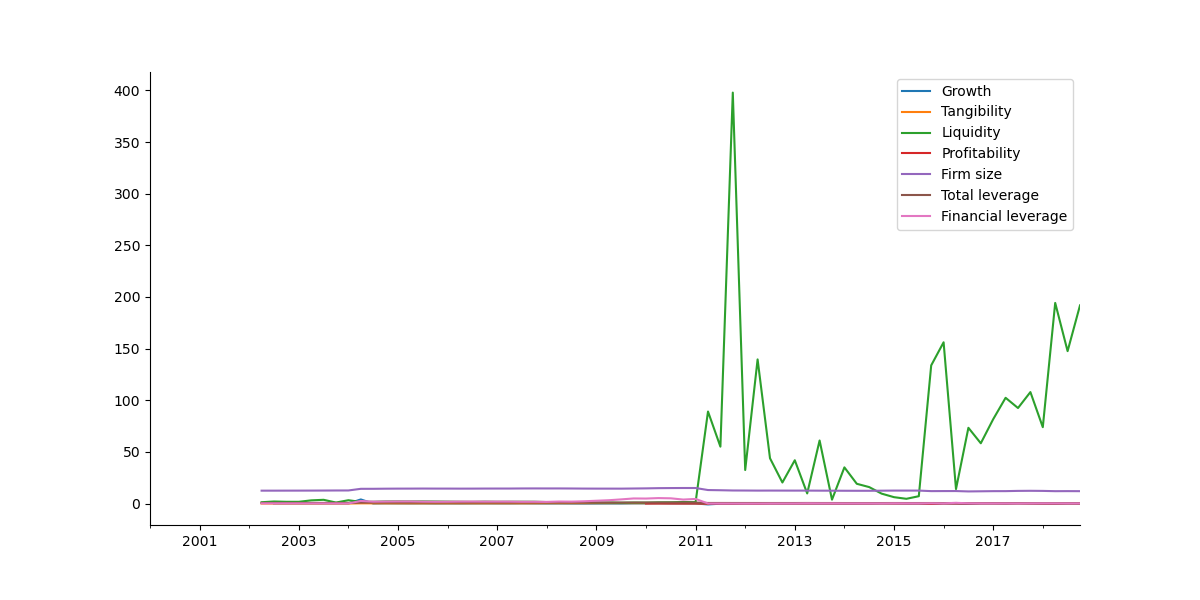 400
350
300
250
200
150
100
50
0
2001 2003 2005 2007 2009 2011 2013 2015 2017
Growth
Tangibility
Liquidity
Profitability
Firm size
Total leverage
Financial leverage